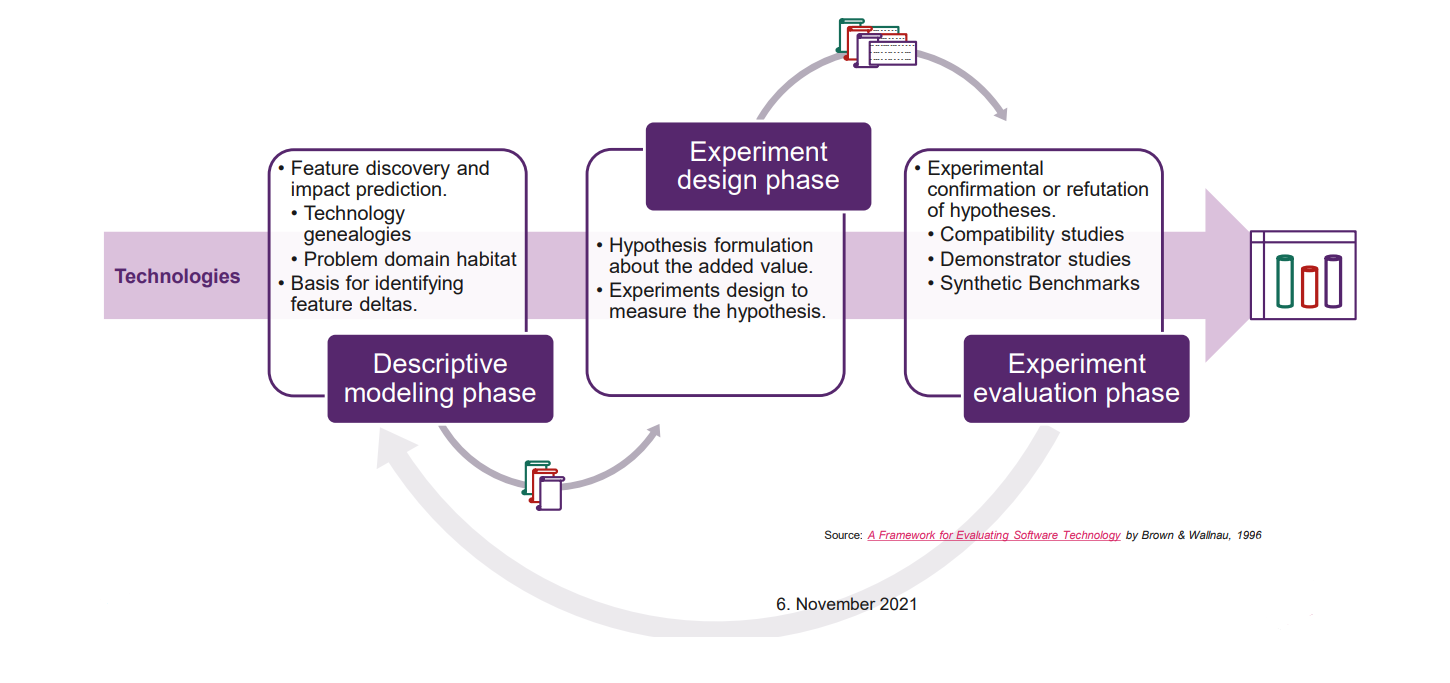 Technologies
• Feature discovery and
impact prediction.
• Technology
genealogies
• Problem domain habitat
• Basis for identifying
feature deltas.
Descriptive
modeling phase
Experiment
design phase
• Hypothesis formulation
about the added value.
• Experiments design to
measure the hypothesis.
• Experimental
confirmation or refutation
of hypotheses.
• Compatibility studies
• Demonstrator studies
• Synthetic Benchmarks
Experiment
evaluation phase
Source: A Framework for Evaluating Software Technology by Brown & Wallnau, 1996
6. November 2021